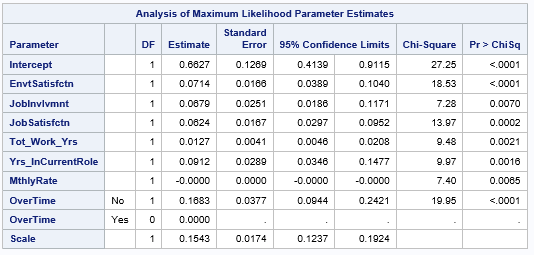 Analysis of Maximum Likelihood Parameter Estimates
Parameter DF Estimate Standard Error 95% Confidence Limits Chi-Square Pr > ChiSq
Intercept 1 0.6627 0.1269 0.4139 0.9115 27.25 <.0001
EnvtSatisfctn 1 0.0714 0.0166 0.0389 0.1040 18.53 <.0001
JobInvlvmnt 1 0.0679 0.0251 0.0186 0.1171 7.28 0.0070
JobSatisfctn 1 0.0624 0.0167 0.0297 0.0952 13.97 0.0002
Tot_Work_Yrs 1 0.0127 0.0041 0.0046 0.0208 9.48 0.0021
Yrs_InCurrentRole 1 0.0912 0.0289 0.0346 0.1477 9.97 0.0016
MthlyRate 1 -0.0000 0.0000 -0.0000 -0.0000 7.40 0.0065
OverTime No 1 0.1683 0.0377 0.0944 0.2421 19.95 <.0001
OverTime Yes 0 0.0000 . . . . .
Scale 1 0.1543 0.0174 0.1237 0.1924